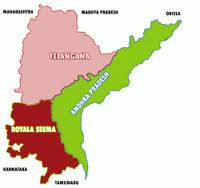 MAHARASHTRA
MADHYA PRADESH
ORISSA
TELANGANA
ANDHRA PRADESH
ROYALA SEEMA
KARNATAKA
TAMILNADU